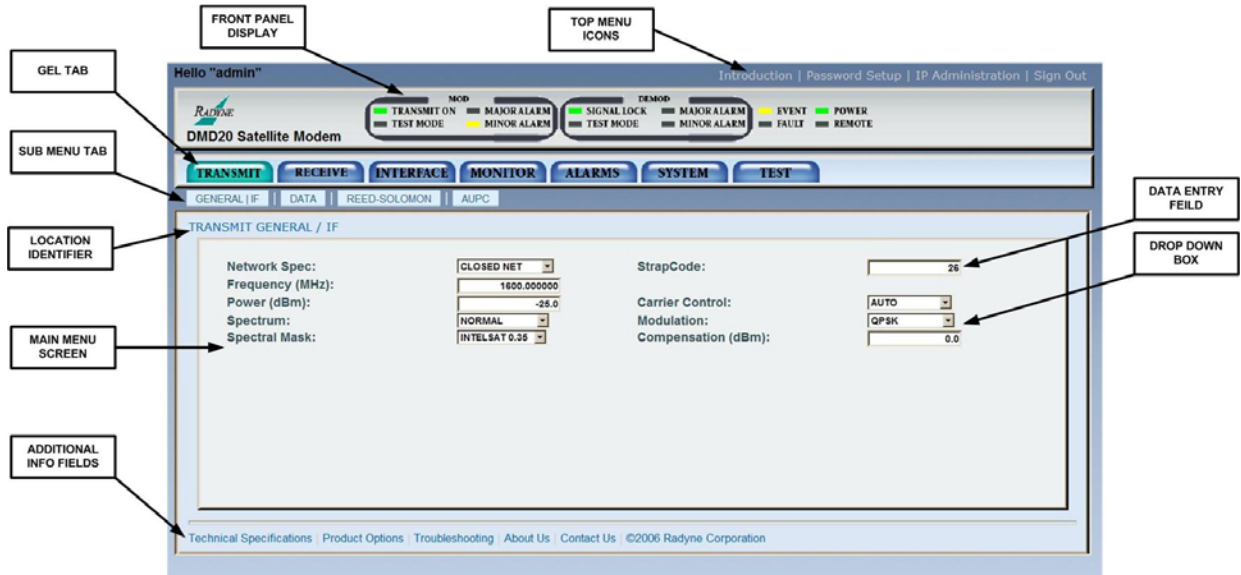 FRONT PANEL
DISPLAY
TOP MENU
ICONS
GEL TAB
Hello "admin"
Introduction | Password Setup | IP Administration | Sign Out
RADYNE
DMD20 Satellite Modem
MOD
TRANSMIT ON
MAJOR ALARM
TEST MODE
MINOR ALARM
DEMOD
SIGNAL LOCK
MAJOR ALARM
TEST MODE
MINOR ALARM
EVENT
POWER
FAULT
REMOTE
SUB MENU TAB
TRANSMIT RECEIVE INTERFACE MONITOR ALARMS SYSTEM TEST
GENERAL | IF | DATA | REED-SOLOMON | AUPC
DATA ENTRY
FEILD
LOCATION
IDENTIFIER
TRANSMIT GENERAL / IF
DROP DOWN
BOX
Network Spec: CLOSED NET StrapCode: 26
Frequency (MHz): 1600.000000
Power (dBm): -25.0 Carrier Control: AUTO
Spectrum: NORMAL Modulation: QPSK
Spectral Mask: INTELSAT 0.35 Compensation (dBm): 0.0
MAIN MENU
SCREEN
ADDITIONAL
INFO FIELDS
Technical Specifications | Product Options | Troubleshooting | About Us | Contact Us | ©2006 Radyne Corporation